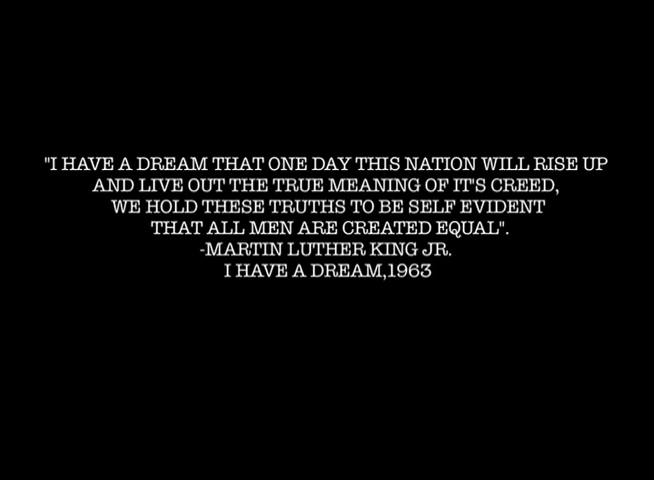 "I HAVE A DREAM THAT ONE DAY THIS NATION WILL RISE UP
AND LIVE OUT THE TRUE MEANING OF IT'S CREED,
WE HOLD THESE TRUTHS TO BE SELF EVIDENT
THAT ALL MEN ARE CREATED EQUAL".
-MARTIN LUTHER KING JR.
I HAVE A DREAM,1963